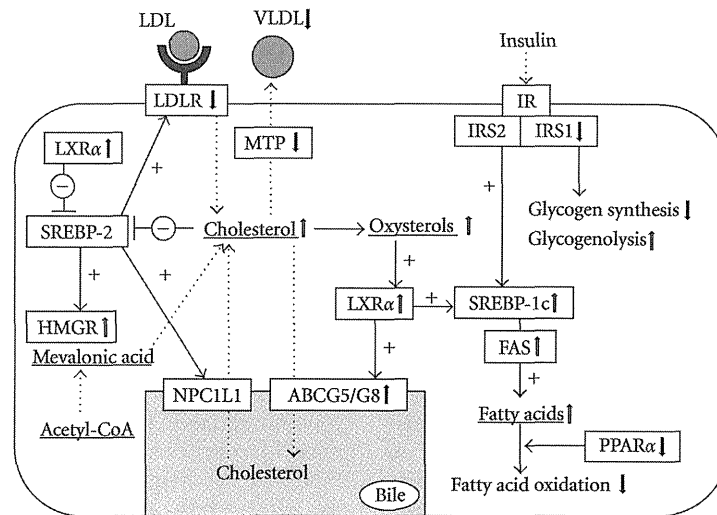 LDL
VLDL⬇
Insulin
LDLR ⬇
IR
IRS2
IRS1⬇
LXRα⬆
MTP ⬇
+
−
+
Glycogen synthesis⬇
Glycogenolysis⬆
SREBP-2
−
Cholesterol⬆
Oxysterols ⬆
+
+
+
LXRα⬆
+
SREBP-1c⬆
HMGR⬆
FAS⬆
Mevalonic acid
+
+
NPC1L1
ABCG5/G8⬆
Fatty acids⬆
Acetyl-CoA
PPARα⬇
Cholesterol
Fatty acid oxidation ⬇
Bile